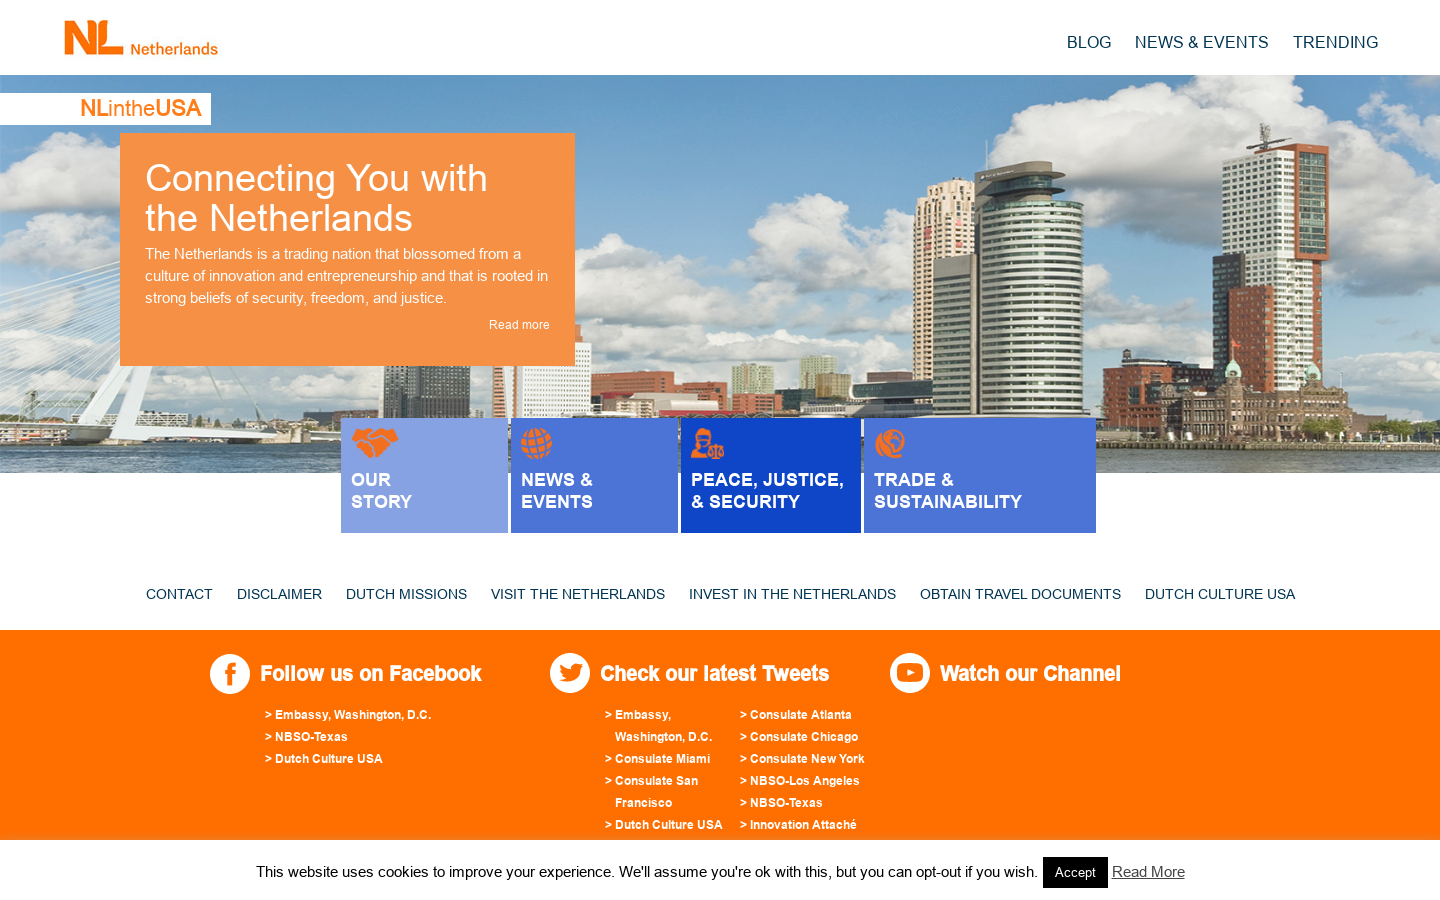 NL Netherlands
BLOG NEWS & EVENTS TRENDING
NLintheUSA
Connecting You with
the Netherlands
The Netherlands is a trading nation that blossomed from a
culture of innovation and entrepreneurship and that is rooted in
strong beliefs of security, freedom, and justice.
Read more
OUR
STORY
NEWS &
EVENTS
PEACE, JUSTICE,
& SECURITY
TRADE &
SUSTAINABILITY
CONTACT DISCLAIMER DUTCH MISSIONS VISIT THE NETHERLANDS INVEST IN THE NETHERLANDS OBTAIN TRAVEL DOCUMENTS DUTCH CULTURE USA
Follow us on Facebook
> Embassy, Washington, D.C.
> NBSO-Texas
> Dutch Culture USA
Check our latest Tweets
> Embassy,
Washington, D.C.
> Consulate Miami
> Consulate San
Francisco
> Dutch Culture USA
> Consulate Atlanta
> Consulate Chicago
> Consulate New York
> NBSO-Los Angeles
> NBSO-Texas
> Innovation Attaché
Watch our Channel
This website uses cookies to improve your experience. We'll assume you're ok with this, but you can opt-out if you wish. Accept Read More